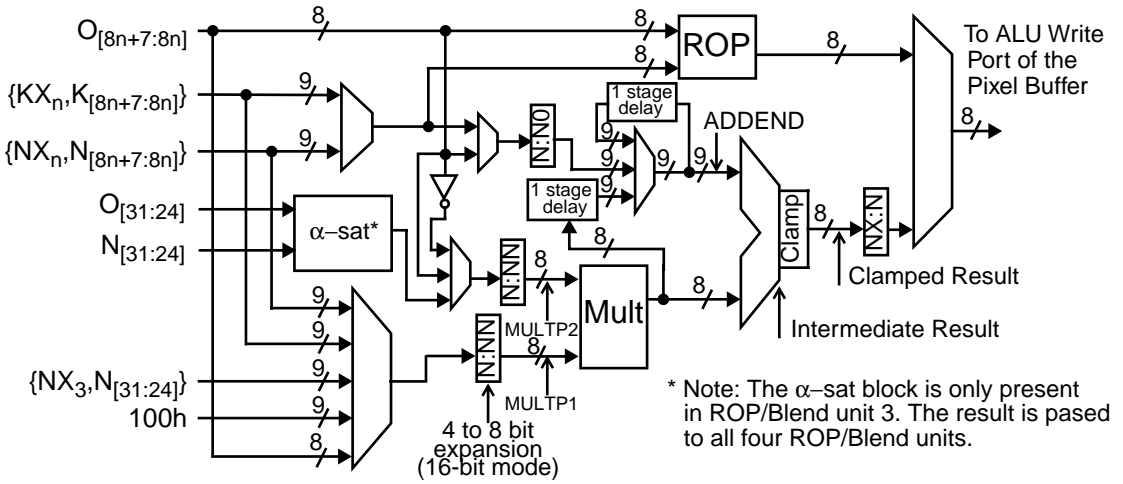 O[8n+7:8n]
8
8
ROP
8
8
To ALU Write
Port of the
Pixel Buffer
8
{KXn,K[8n+7:8n]}
9
1 stage
delay
ADDEND
{NXn,N[8n+7:8n]}
9
N:N0
9
9
9
9
9
O[31:24]
N[31:24]
α–sat*
1 stage
delay
8
Clamp
8
NX:N
Clamped Result
N:NN
8
MULTP2
Mult
8
Intermediate Result
9
9
{NX3,N[31:24]}
9
100h
9
8
N:NN
8
MULTP1
4 to 8 bit
expansion
(16-bit mode)
* Note: The α–sat block is only present
in ROP/Blend unit 3. The result is pased
to all four ROP/Blend units.